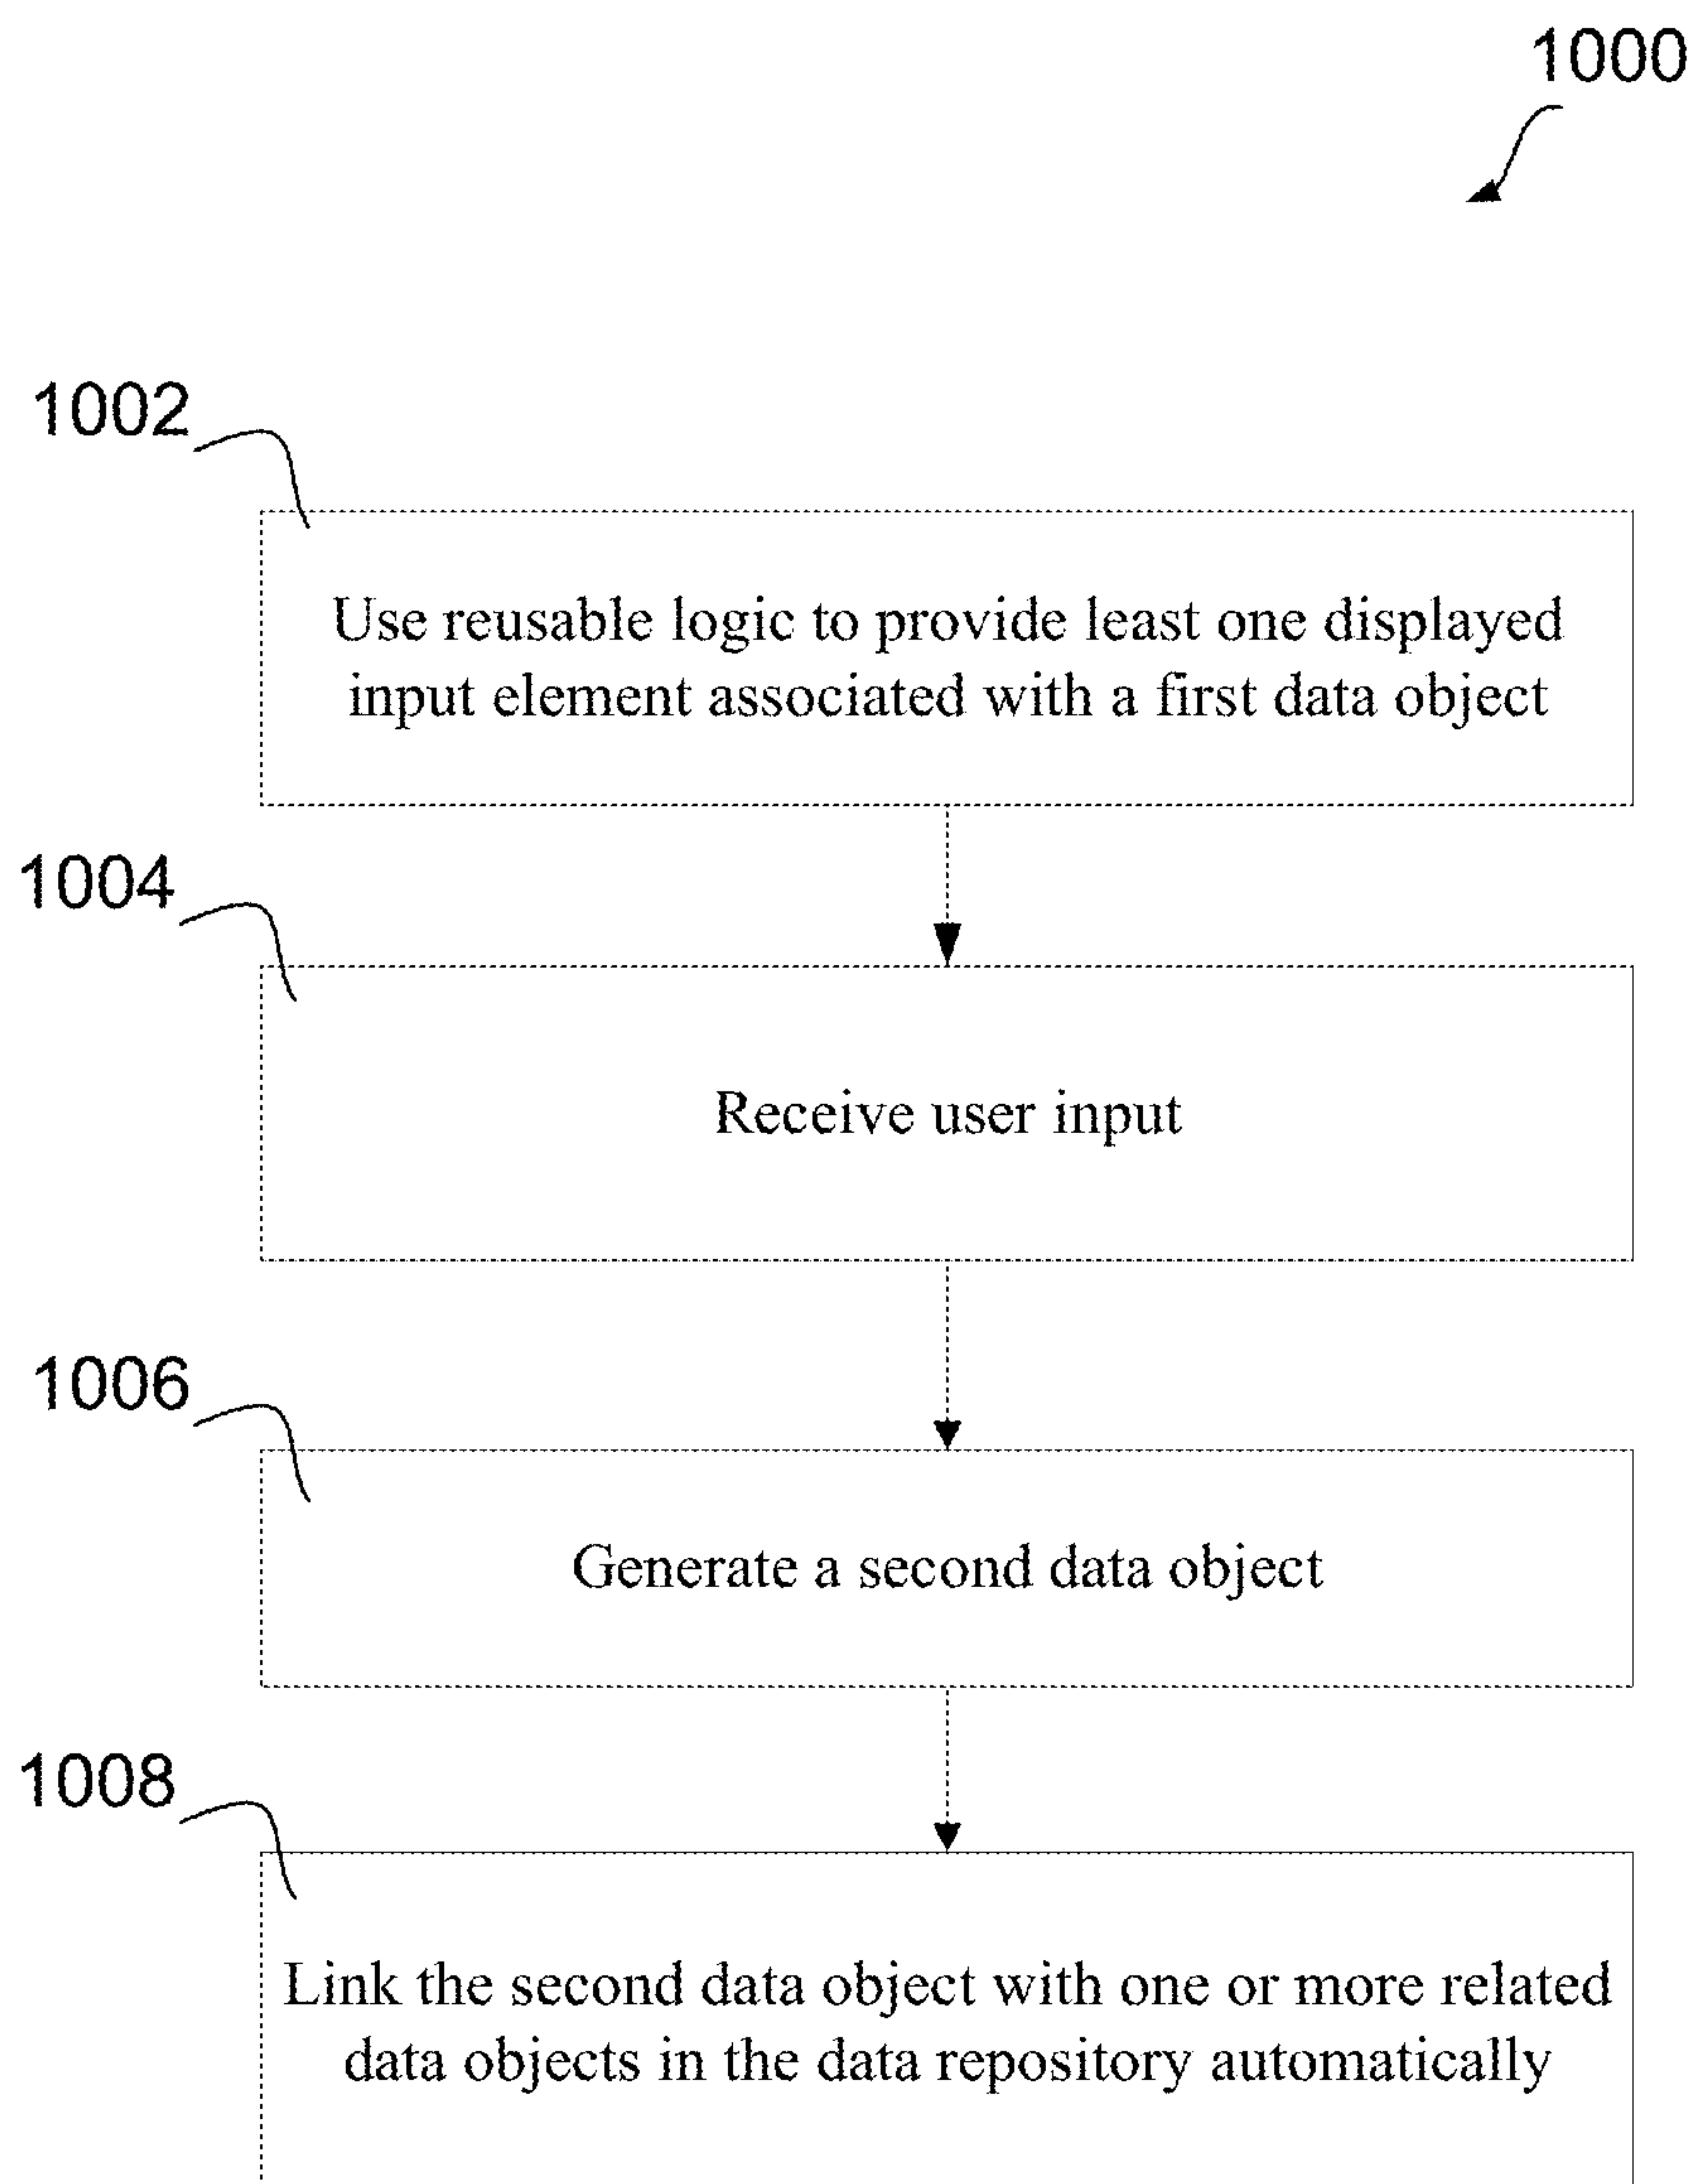 1000
1002
Use reusable logic to provide least one displayed
input element associated with a first data object
1004
Receive user input
1006
Generate a second data object
1008
Link the second data object with one or more related
data objects in the data repository automatically